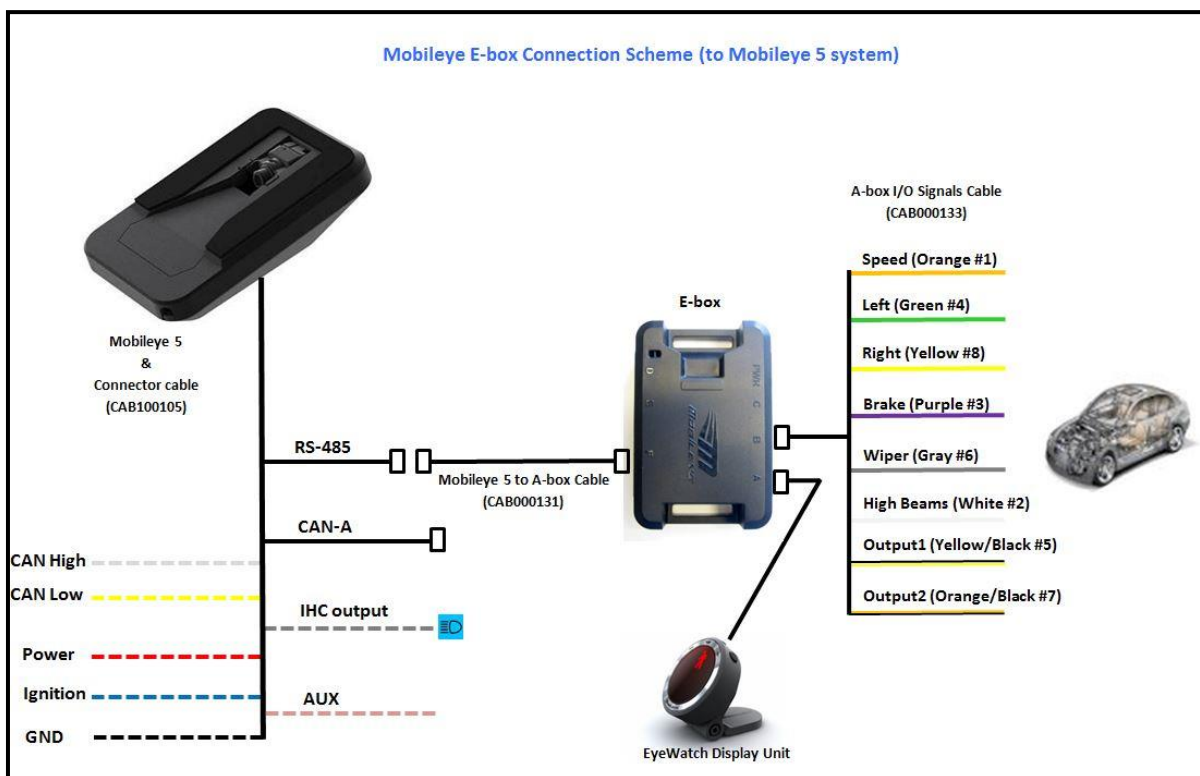 Mobileye E-box Connection Scheme (to Mobileye 5 system)
A-box I/O Signals Cable
(CAB000133)
Speed (Orange #1)
Left (Green #4)
Right (Yellow #8)
Brake (Purple #3)
Wiper (Gray #6)
High Beams (White #2)
Output1 (Yellow/Black #5)
Output2 (Orange/Black #7)
E-box
PWR
C
B
A
D
Mobileye 5
&
Connector cable
(CAB100105)
RS-485
Mobileye 5 to A-box Cable
(CAB000131)
CAN-A
CAN High
CAN Low
IHC output
Power
Ignition
AUX
GND
EyeWatch Display Unit